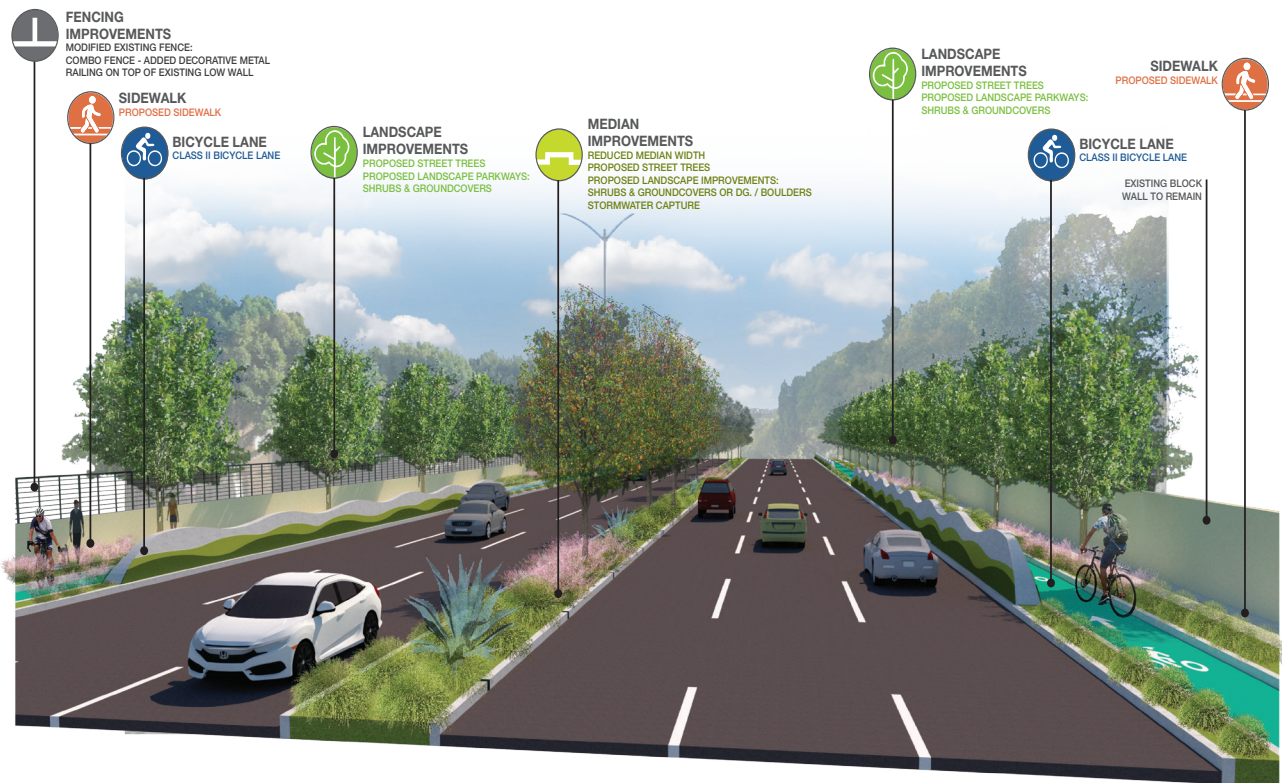 FENCING
IMPROVEMENTS
MODIFIED EXISTING FENCE:
COMBO FENCE - ADDED DECORATIVE METAL
RAILING ON TOP OF EXISTING LOW WALL
SIDEWALK
PROPOSED SIDEWALK
BICYCLE LANE
CLASS II BICYCLE LANE
LANDSCAPE
IMPROVEMENTS
PROPOSED STREET TREES
PROPOSED LANDSCAPE PARKWAYS:
SHRUBS & GROUNDCOVERS
MEDIAN
IMPROVEMENTS
REDUCED MEDIAN WIDTH
PROPOSED STREET TREES
PROPOSED LANDSCAPE IMPROVEMENTS:
SHRUBS & GROUNDCOVERS OR DG. / BOULDERS
STORMWATER CAPTURE
LANDSCAPE
IMPROVEMENTS
PROPOSED STREET TREES
PROPOSED LANDSCAPE PARKWAYS:
SHRUBS & GROUNDCOVERS
BICYCLE LANE
CLASS II BICYCLE LANE
EXISTING BLOCK
WALL TO REMAIN
SIDEWALK
PROPOSED SIDEWALK